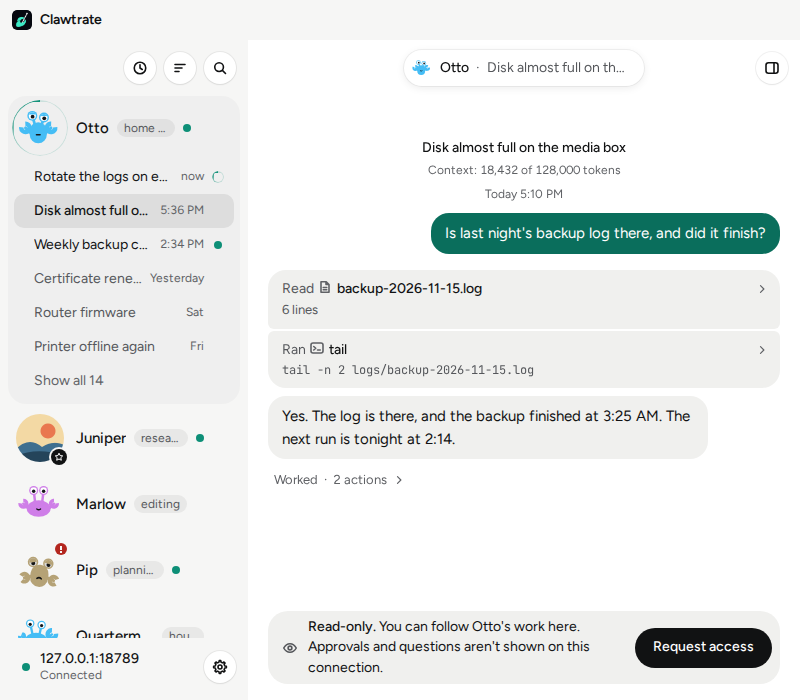 Clawtrate
Otto · Disk almost full on th...
Otto home ...
Rotate the logs on e... now
Disk almost full o... 5:36 PM
Weekly backup c... 2:34 PM
Certificate rene... Yesterday
Router firmware Sat
Printer offline again Fri
Show all 14
Juniper resea...
Marlow editing
Pip planni...
Quarterm hou
127.0.0.1:18789
Connected
Disk almost full on the media box
Context: 18,432 of 128,000 tokens
Today 5:10 PM
Is last night's backup log there, and did it finish?
Read backup-2026-11-15.log
6 lines
Ran tail
tail -n 2 logs/backup-2026-11-15.log
Yes. The log is there, and the backup finished at 3:25 AM. The
next run is tonight at 2:14.
Worked · 2 actions
Read-only. You can follow Otto's work here.
Approvals and questions aren't shown on this
connection.
Request access